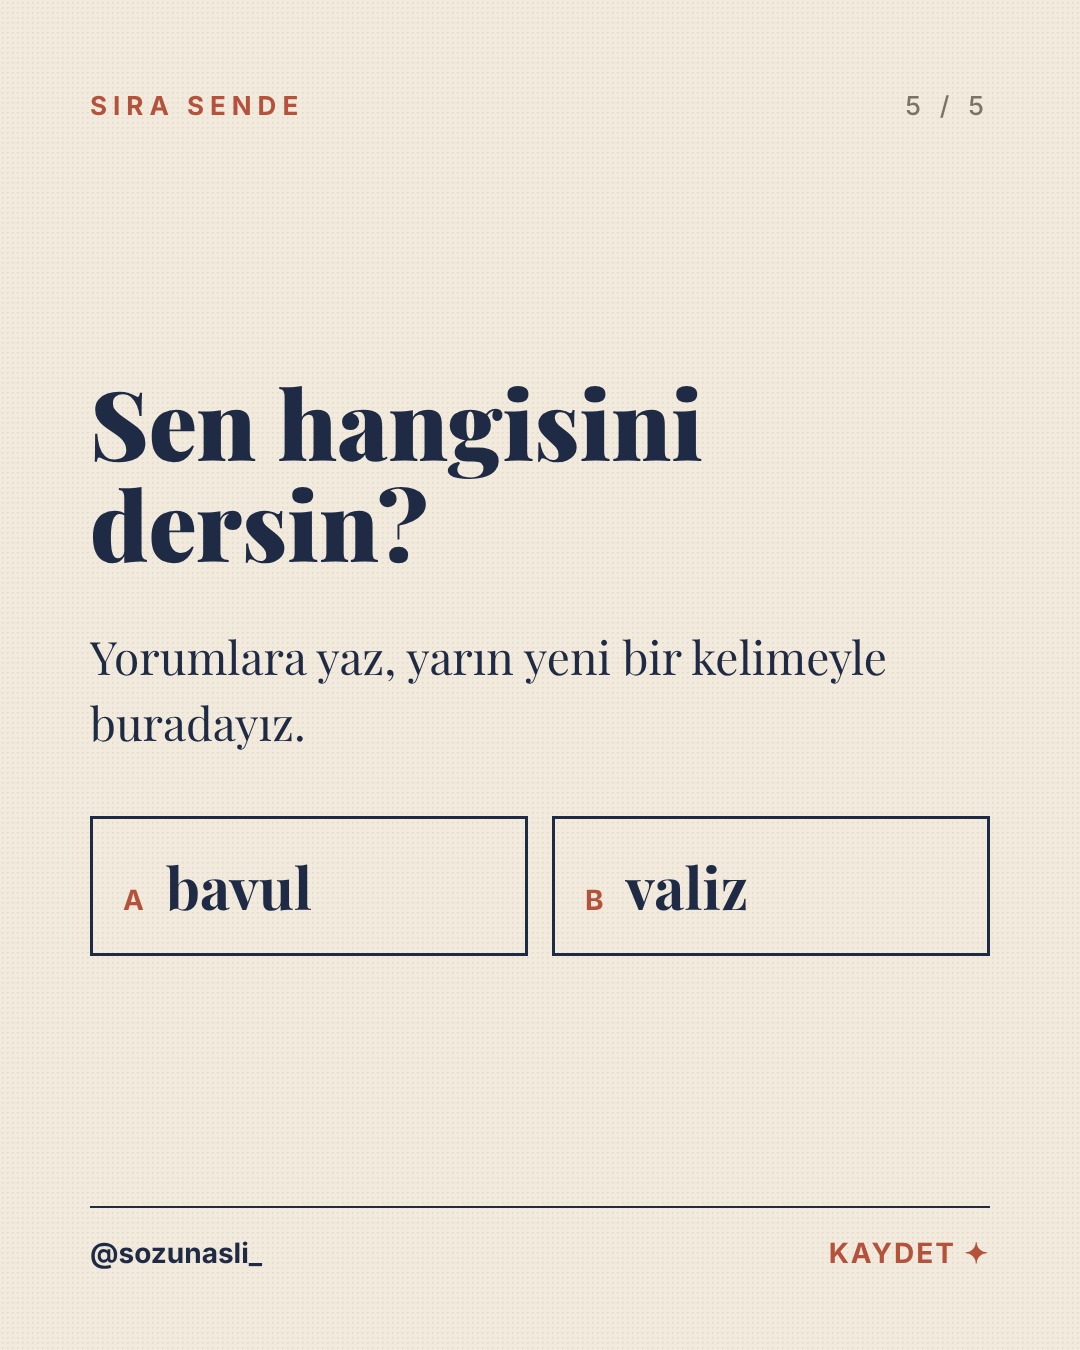 SIRA SENDE
5 / 5
Sen hangisini
dersin?
Yorumlara yaz, yarın yeni bir kelimeyle
buradayız.
A bavul
B valiz
@sozunasli_
KAYDET ✦